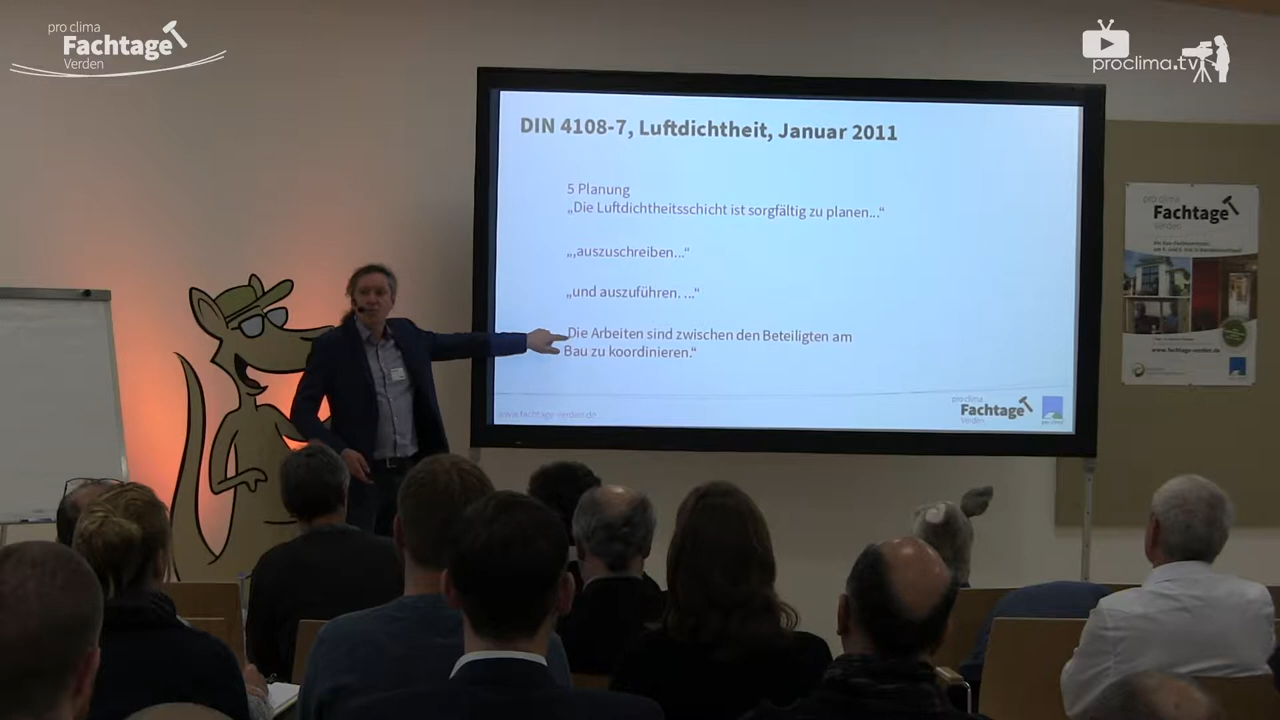 pro clima
Fachtage
Verden
proclima.tv
DIN 4108-7, Luftdichtheit, Januar 2011
5 Planung
„Die Luftdichtheitsschicht ist sorgfältig zu planen...“
„,auszuschreiben...“
„und auszuführen. ...“
Die Arbeiten sind zwischen den Beteiligten am
Bau zu koordinieren.“
www.fachtage-verden.de
pro clima
Fachtage
Verden
pro clima
pro clima
Fachtage
verden
www.fachtage-verden.de